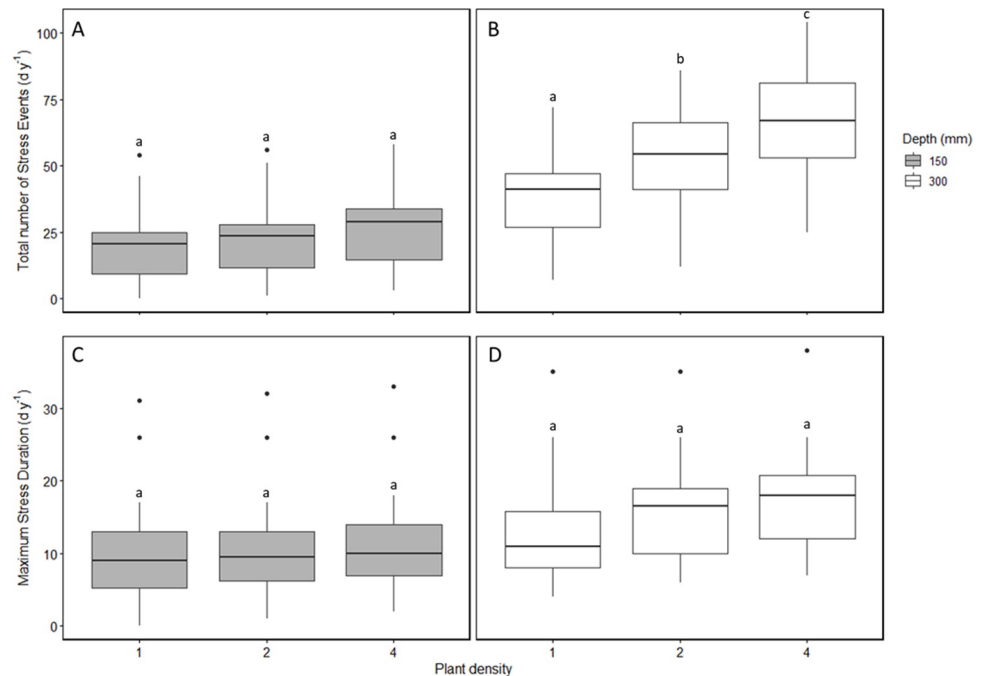 A
B
Total number of Stress Events (d y⁻¹)
100
75
50
25
0
a
a
a
a
b
c
Depth (mm)
150
300
C
D
Maximum Stress Duration (d y⁻¹)
30
20
10
0
a
a
a
a
a
a
1
2
4
1
2
4
Plant density